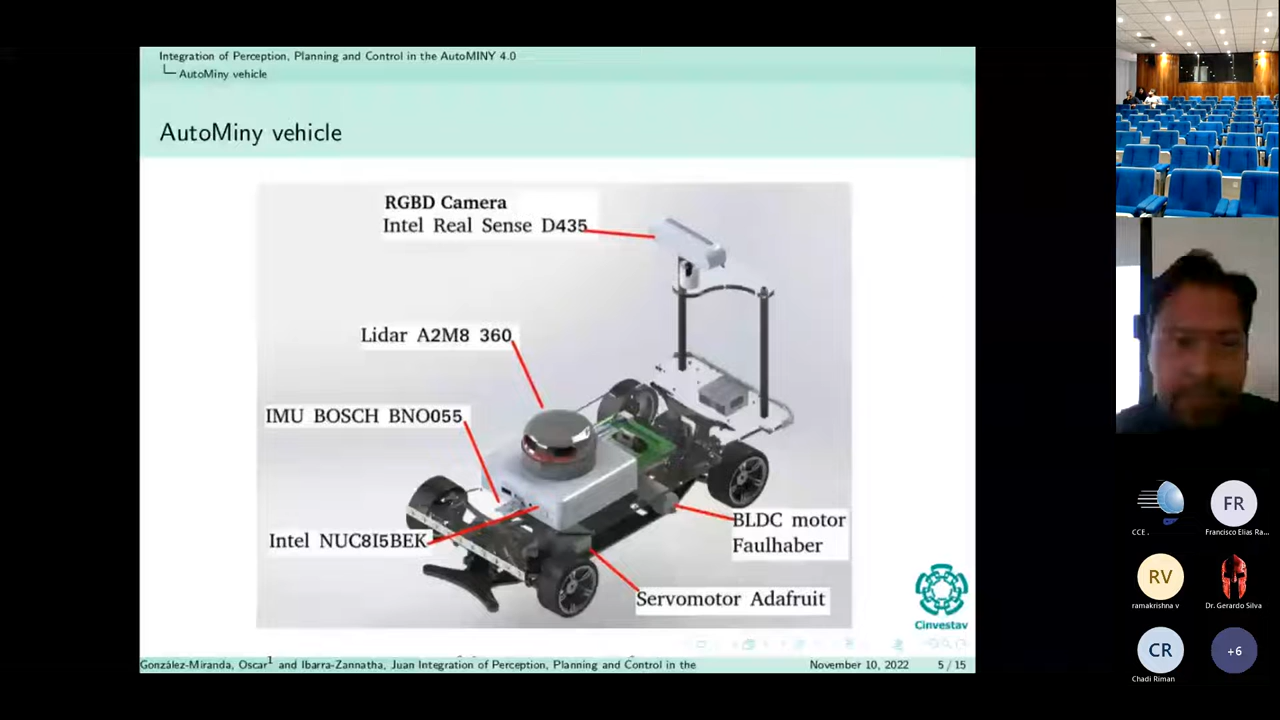 Integration of Perception, Planning and Control in the AutoMINY 4.0
AutoMiny vehicle
AutoMiny vehicle
RGBD Camera
Intel Real Sense D435
Lidar A2M8 360
IMU BOSCH BNO055
Intel NUC8I5BEK
BLDC motor
Faulhaber
Servomotor Adafruit
Cinvestav
González-Miranda, Oscar1 and Ibarra-Zannatha, Juan Integration of Perception, Planning and Control in the
November 10, 2022
5 / 15
CCE .
FR
Francisco Elias Ra...
RV
ramakrishna v
Dr. Gerardo Silva
CR
Chadi Riman
+6